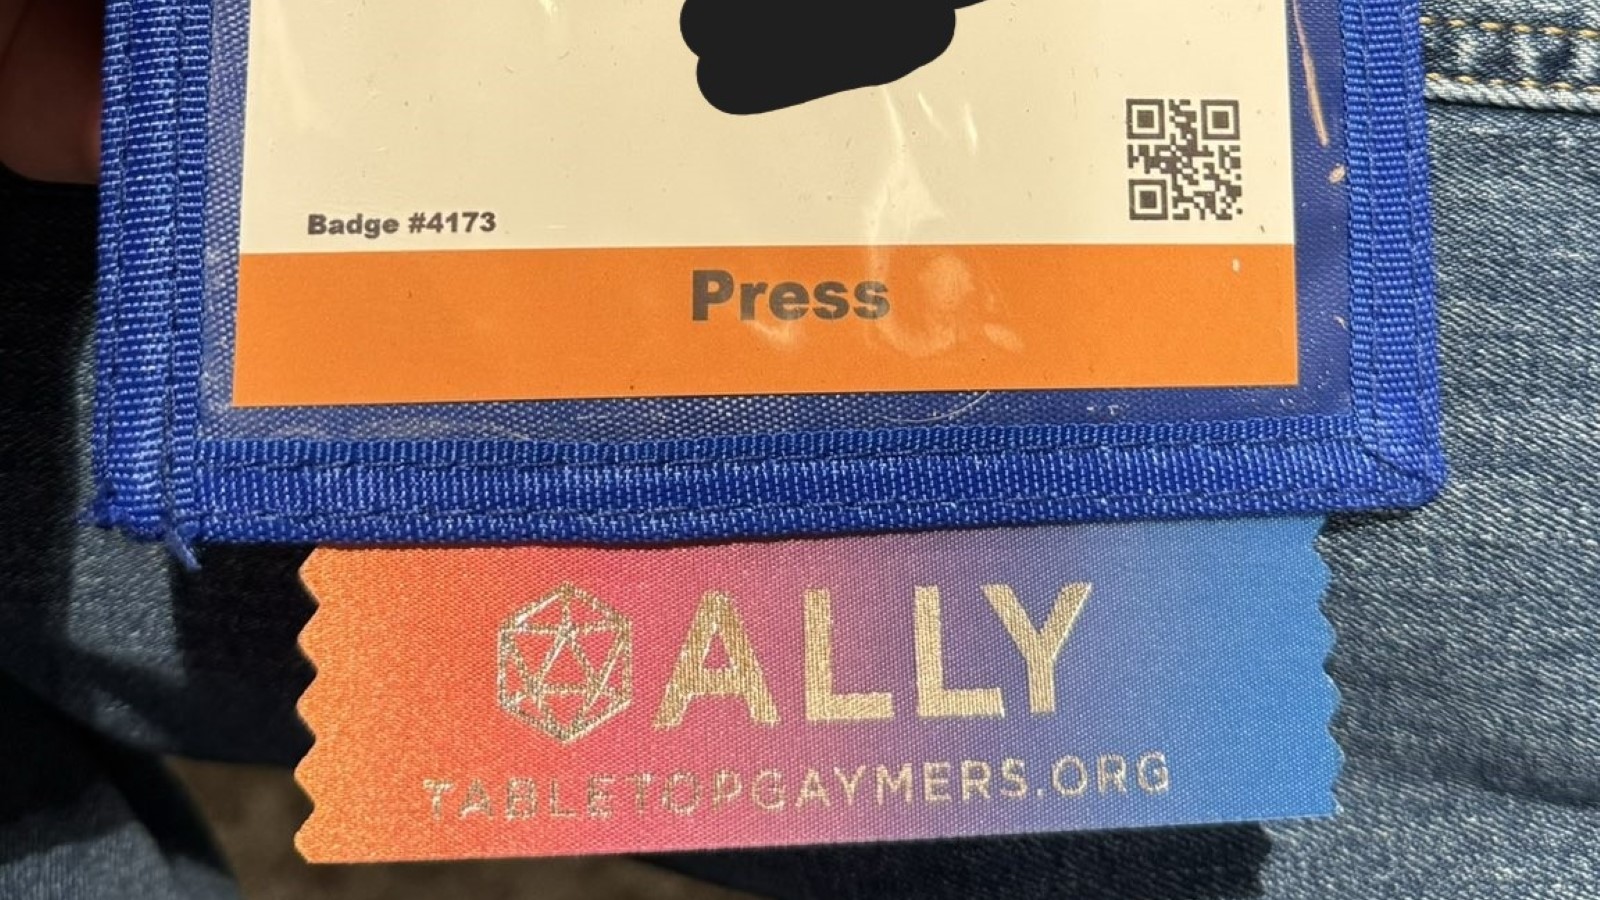 Badge #4173
Press
ALLY
TABLETOPGAYMERS.ORG